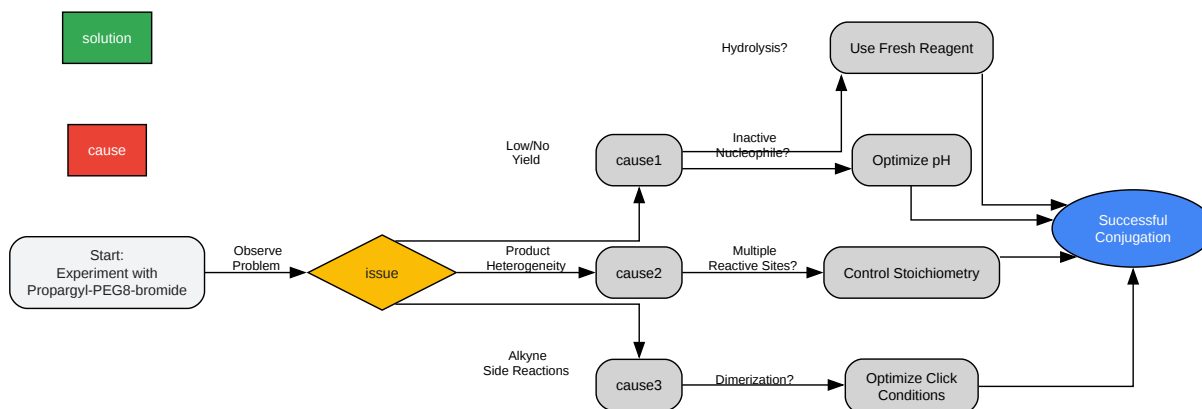 solution
cause
Start:
Experiment with
Propargyl-PEG8-bromide
Observe
Problem
issue
Low/No
Yield
Product
Heterogeneity
Alkyne
Side Reactions
cause1
cause2
cause3
Hydrolysis?
Inactive
Nucleophile?
Multiple
Reactive Sites?
Dimerization?
Use Fresh Reagent
Optimize pH
Control Stoichiometry
Optimize Click
Conditions
Successful
Conjugation